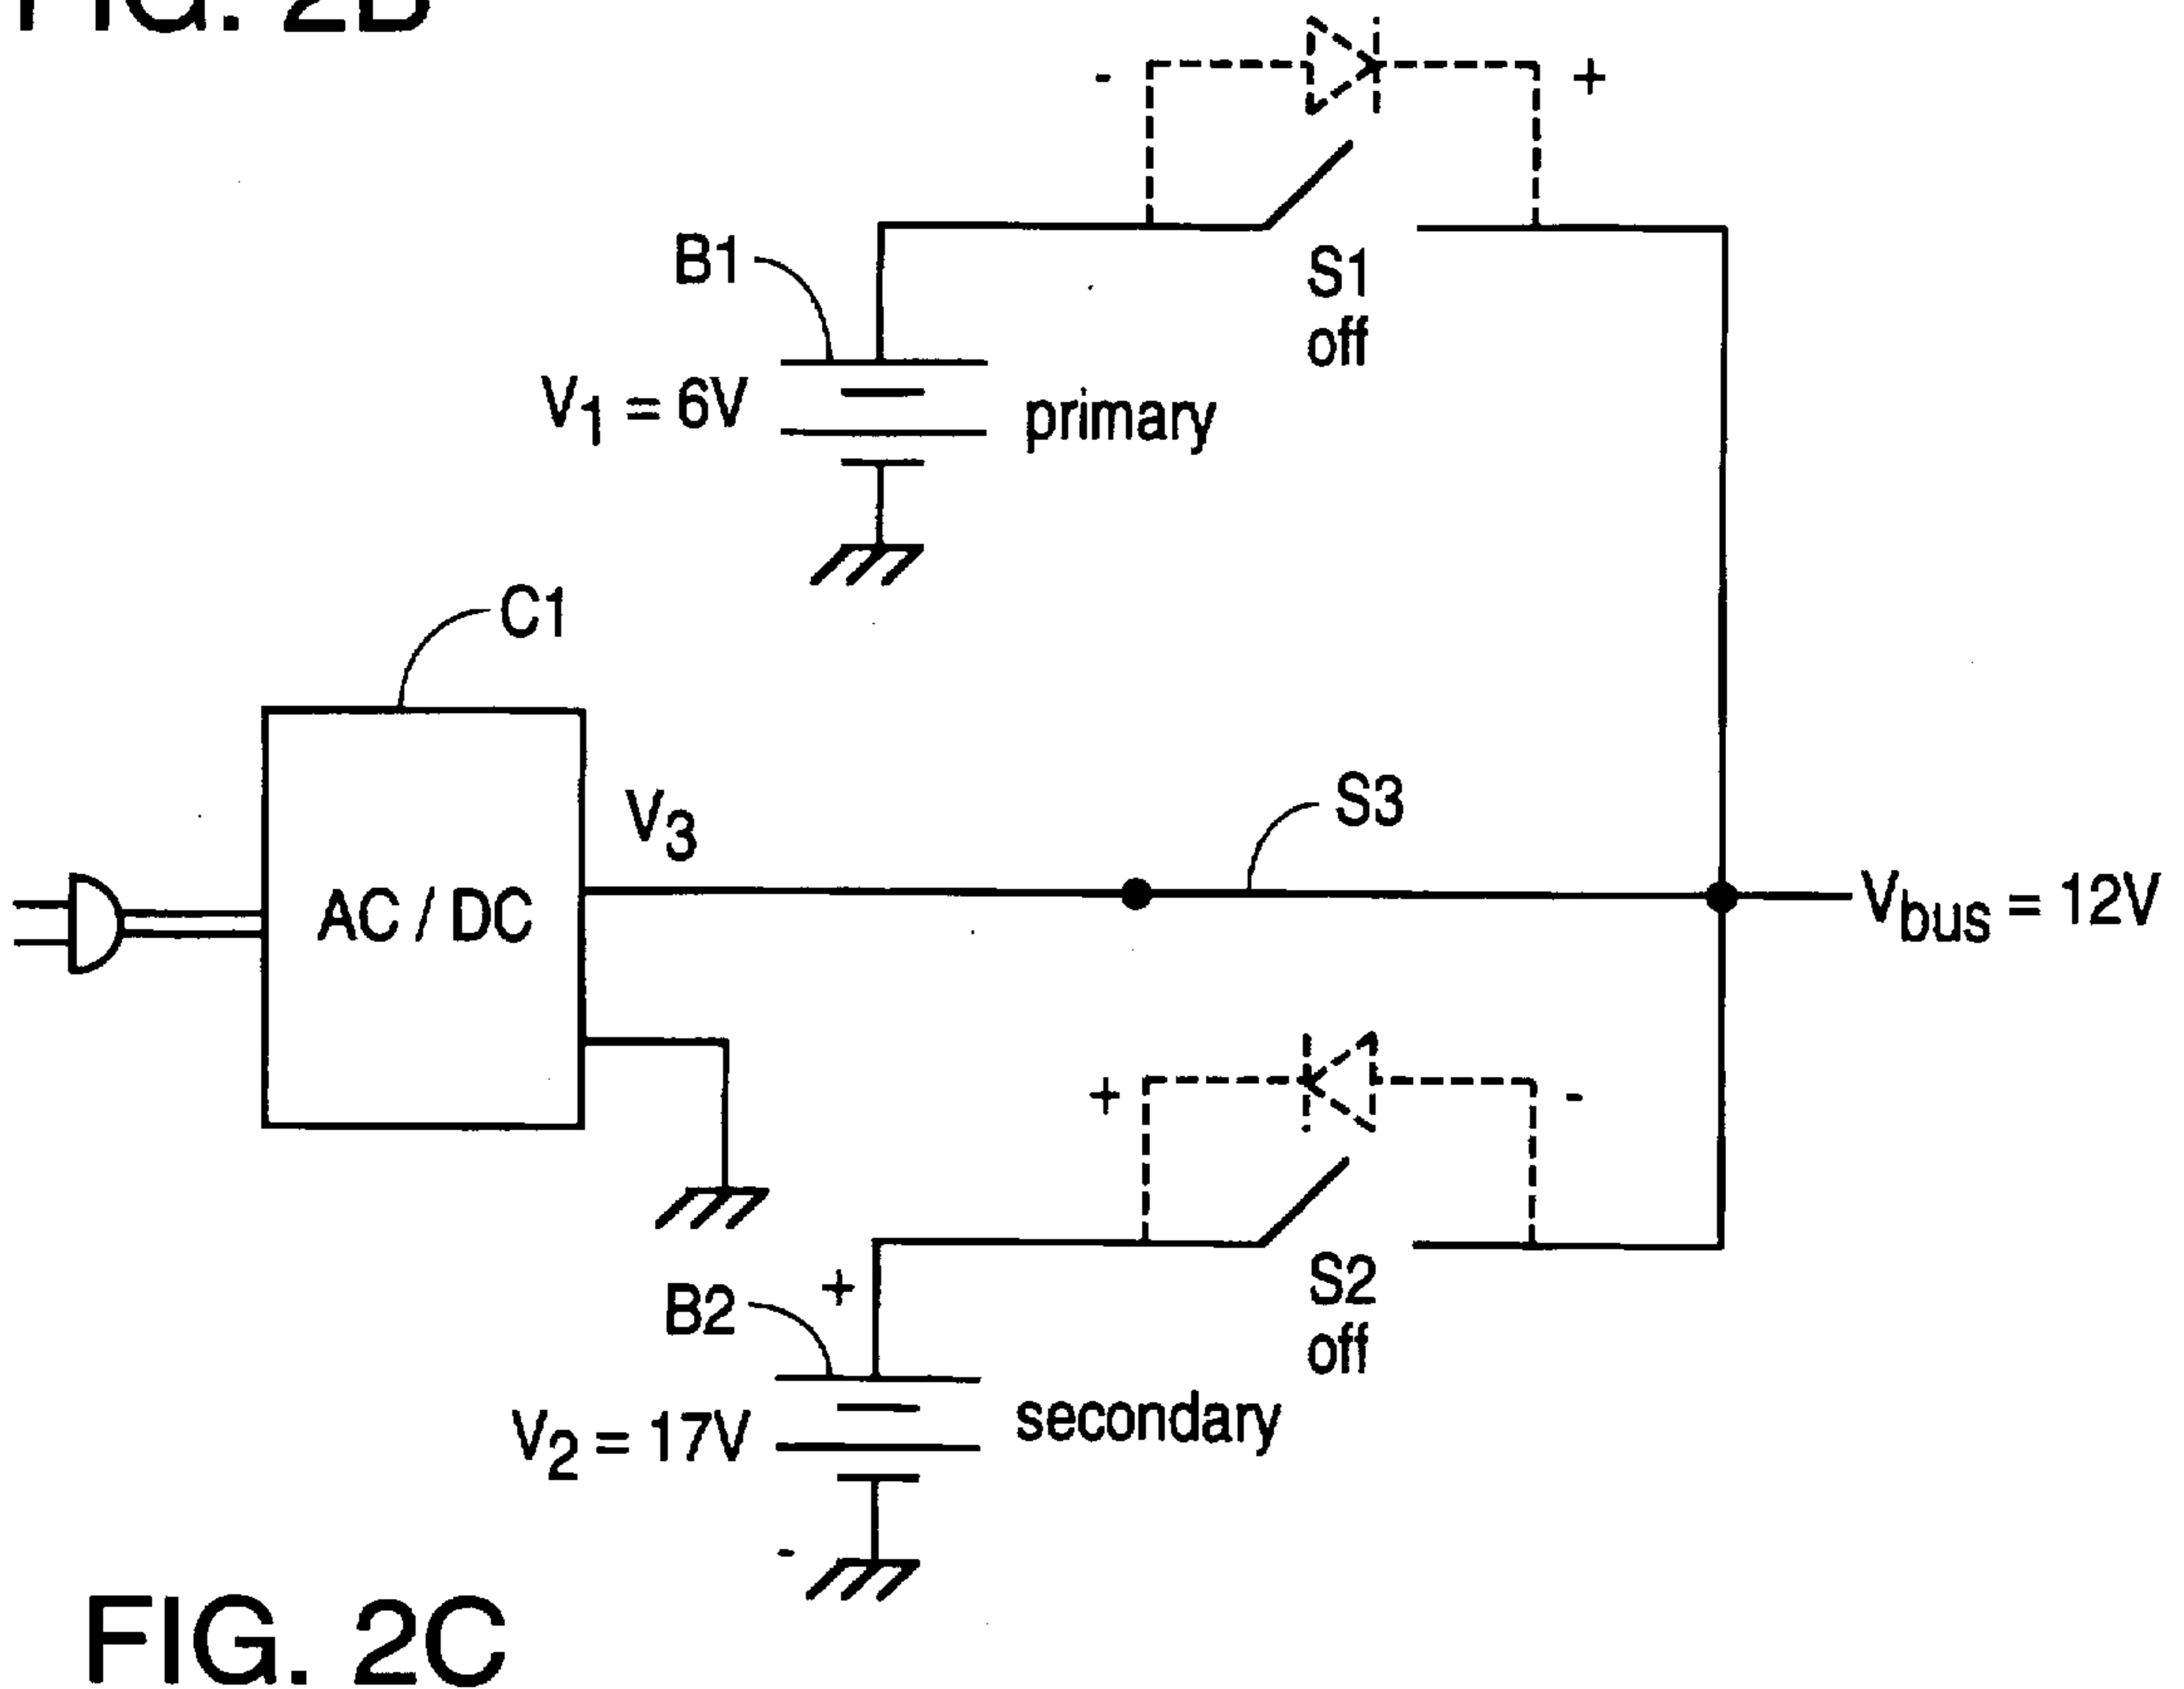 FIG. 2B
- +
B1
S1
off
V1 = 6V
primary
C1
V3
S3
AC / DC
Vbus = 12V
+ -
+
B2
S2
off
V2 = 17V
secondary
-
FIG. 2C